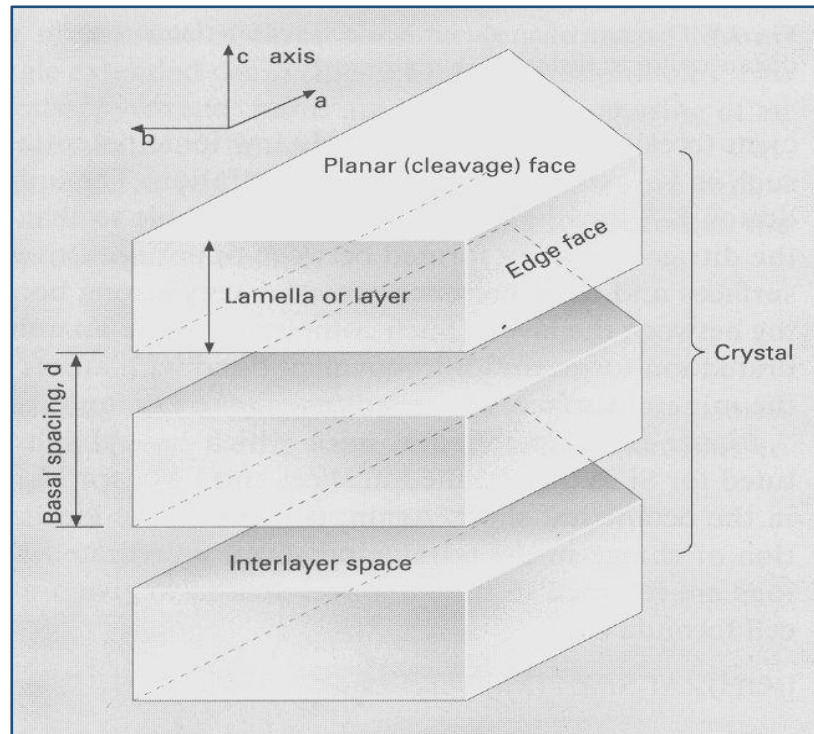 c axis
a
b
Planar (cleavage) face
Edge face
Lamella or layer
Crystal
Basal spacing, d
Interlayer space